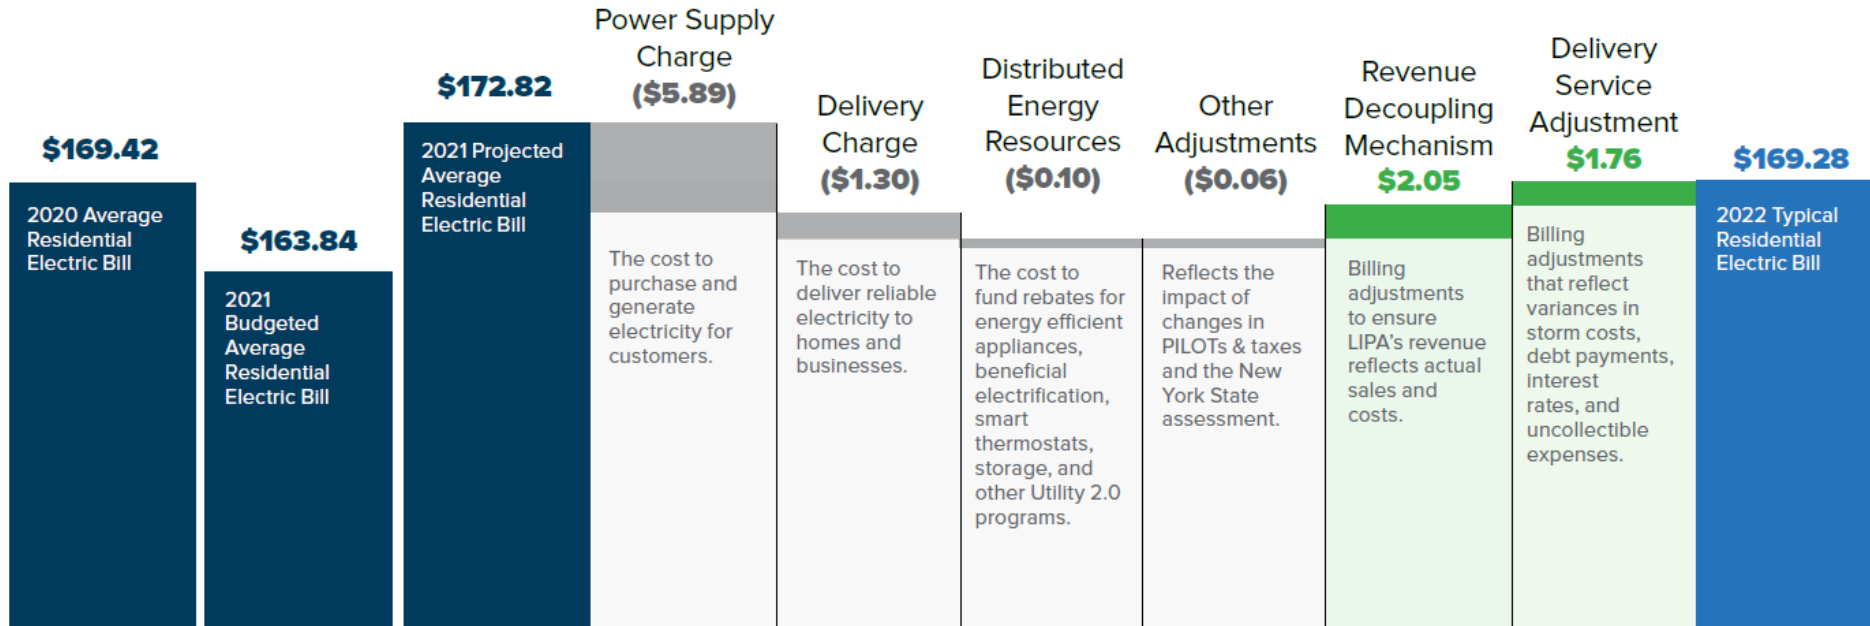 $169.42
2020 Average
Residential
Electric Bill
$163.84
2021
Budgeted
Average
Residential
Electric Bill
$172.82
2021 Projected
Average
Residential
Electric Bill
Power Supply
Charge
($5.89)
The cost to
purchase and
generate
electricity for
customers.
Delivery
Charge
($1.30)
The cost to
deliver reliable
electricity to
homes and
businesses.
Distributed
Energy
Resources
($0.10)
The cost to
fund rebates for
energy efficient
appliances,
beneficial
electrification,
smart
thermostats,
storage, and
other Utility 2.0
programs.
Other
Adjustments
($0.06)
Reflects the
impact of
changes in
PILOTs & taxes
and the New
York State
assessment.
Revenue
Decoupling
Mechanism
$2.05
Billing
adjustments
to ensure
LIPA's revenue
reflects actual
sales and
costs.
Delivery
Service
Adjustment
$1.76
Billing
adjustments
that reflect
variances in
storm costs,
debt payments,
interest
rates, and
uncollectible
expenses.
$169.28
2022 Typical
Residential
Electric Bill